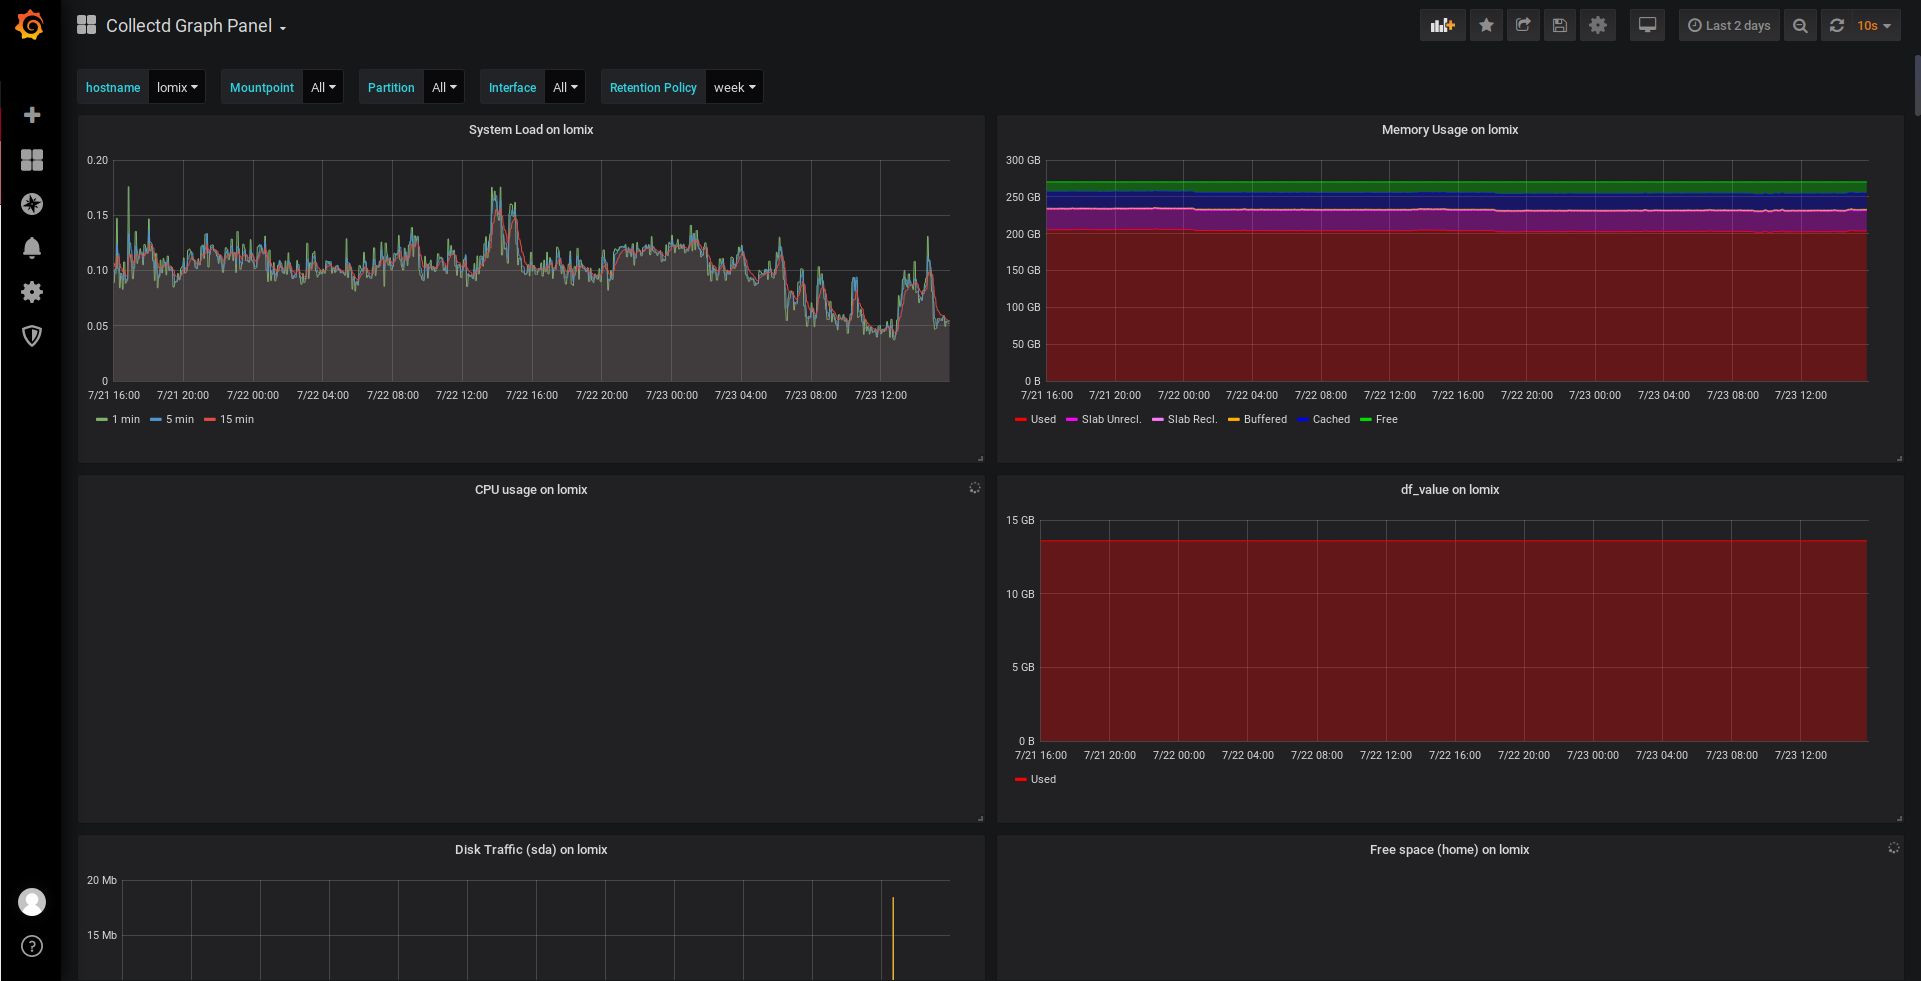 Collectd Graph Panel
Last 2 days
10s
hostname lomix Mountpoint All Partition All Interface All Retention Policy week
System Load on lomix
0.20
0.15
0.10
0.05
0
7/21 16:00 7/21 20:00 7/22 00:00 7/22 04:00 7/22 08:00 7/22 12:00 7/22 16:00 7/22 20:00 7/23 00:00 7/23 04:00 7/23 08:00 7/23 12:00
1 min 5 min 15 min
Memory Usage on lomix
300 GB
250 GB
200 GB
150 GB
100 GB
50 GB
0 B
7/21 16:00 7/21 20:00 7/22 00:00 7/22 04:00 7/22 08:00 7/22 12:00 7/22 16:00 7/22 20:00 7/23 00:00 7/23 04:00 7/23 08:00 7/23 12:00
Used Slab Unrecl. Slab Recl. Buffered Cached Free
CPU usage on lomix
df_value on lomix
15 GB
10 GB
5 GB
0 B
7/21 16:00 7/21 20:00 7/22 00:00 7/22 04:00 7/22 08:00 7/22 12:00 7/22 16:00 7/22 20:00 7/23 00:00 7/23 04:00 7/23 08:00 7/23 12:00
Used
Disk Traffic (sda) on lomix
20 Mb
15 Mb
Free space (home) on lomix